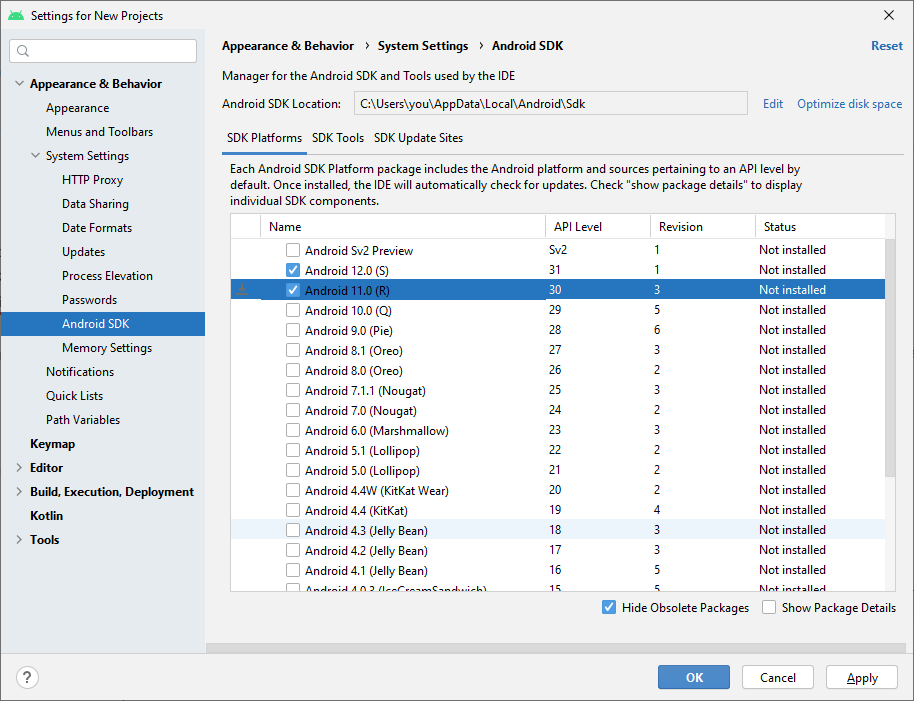 Settings for New Projects
Appearance & Behavior
Appearance
Menus and Toolbars
System Settings
HTTP Proxy
Data Sharing
Date Formats
Updates
Process Elevation
Passwords
Android SDK
Memory Settings
Notifications
Quick Lists
Path Variables
Keymap
Editor
Build, Execution, Deployment
Kotlin
Tools
Appearance & Behavior › System Settings › Android SDK Reset
Manager for the Android SDK and Tools used by the IDE
Android SDK Location: C:\Users\you\AppData\Local\Android\Sdk Edit Optimize disk space
SDK Platforms SDK Tools SDK Update Sites
Each Android SDK Platform package includes the Android platform and sources pertaining to an API level by
default. Once installed, the IDE will automatically check for updates. Check "show package details" to display
individual SDK components.
Name API Level Revision Status
Android Sv2 Preview Sv2 1 Not installed
Android 12.0 (S) 31 1 Not installed
Android 11.0 (R) 30 3 Not installed
Android 10.0 (Q) 29 5 Not installed
Android 9.0 (Pie) 28 6 Not installed
Android 8.1 (Oreo) 27 3 Not installed
Android 8.0 (Oreo) 26 2 Not installed
Android 7.1.1 (Nougat) 25 3 Not installed
Android 7.0 (Nougat) 24 2 Not installed
Android 6.0 (Marshmallow) 23 3 Not installed
Android 5.1 (Lollipop) 22 2 Not installed
Android 5.0 (Lollipop) 21 2 Not installed
Android 4.4W (KitKat Wear) 20 2 Not installed
Android 4.4 (KitKat) 19 4 Not installed
Android 4.3 (Jelly Bean) 18 3 Not installed
Android 4.2 (Jelly Bean) 17 3 Not installed
Android 4.1 (Jelly Bean) 16 5 Not installed
Android 4.0.3 (IceCreamSandwich) 15 5 Not installed
Hide Obsolete Packages Show Package Details
? OK Cancel Apply